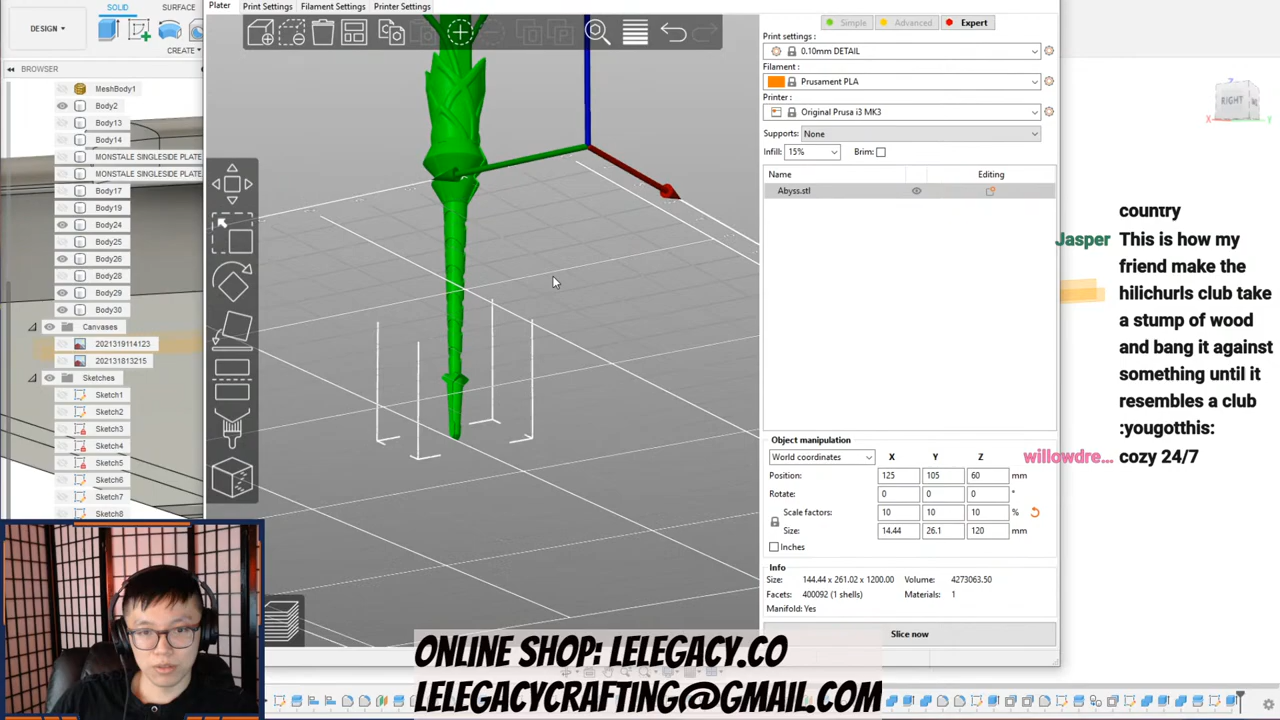 SOLID
SURFACE
Plater
Print Settings
Filament Settings
Printer Settings
DESIGN
CREATE
BROWSER
MeshBody1
Body2
Body13
Body14
MONSTALE SINGLESIDE PLATE
MONSTALE SINGLESIDE PLATE
Body17
Body19
Body24
Body25
Body26
Body28
Body29
Body30
Canvases
2021319114123
202131813215
Sketches
Sketch1
Sketch2
Sketch3
Sketch4
Sketch5
Sketch6
Sketch7
Sketch8
Simple
Advanced
Expert
Print settings :
0.10mm DETAIL
Filament:
Prusament PLA
Printer :
Original Prusa i3 MK3
Supports:
None
Infill:
15%
Brim:
Name
Editing
Abyss.stl
Object manipulation
World coordinates
X
Y
Z
Position:
125
105
60
mm
Rotate:
0
0
0
°
Scale factors:
10
10
10
%
Size:
14.44
26.1
120
mm
Inches
Info
Size:
144.44 x 261.02 x 1200.00
Volume:
4273063.50
Facets:
400092 (1 shells)
Materials:
1
Manifold:
Yes
Slice now
RIGHT
X
Y
Z
country
Jasper This is how my
friend make the
hilichurls club take
a stump of wood
and bang it against
something until it
resembles a club
:yougotthis:
willowdre... cozy 24/7
ONLINE SHOP: LELEGACY.CO
LELEGACYCRAFTING@GMAIL.COM